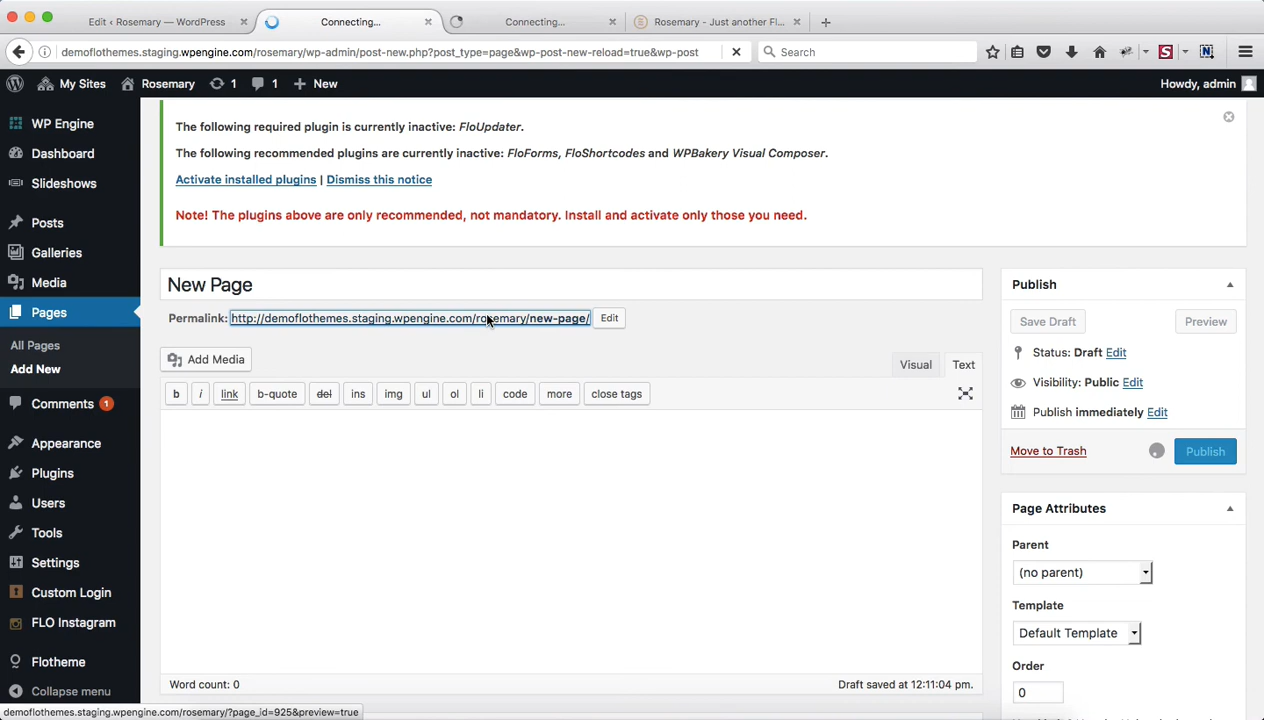 Edit ‹ Rosemary — WordPress
Connecting...
Connecting...
Rosemary - Just another Fl...
demoflothemes.staging.wpengine.com/rosemary/wp-admin/post-new.php?post_type=page&wp-post-new-reload=true&wp-post
Search
My Sites
Rosemary
1
1
New
Howdy, admin
WP Engine
Dashboard
Slideshows
Posts
Galleries
Media
Pages
All Pages
Add New
Comments 1
Appearance
Plugins
Users
Tools
Settings
Custom Login
FLO Instagram
Flotheme
Collapse menu
The following required plugin is currently inactive: FloUpdater.
The following recommended plugins are currently inactive: FloForms, FloShortcodes and WPBakery Visual Composer.
Activate installed plugins | Dismiss this notice
Note! The plugins above are only recommended, not mandatory. Install and activate only those you need.
New Page
Permalink: http://demoflothemes.staging.wpengine.com/rosemary/new-page/ Edit
Add Media
Visual Text
b i link b-quote del ins img ul ol li code more close tags
Word count: 0
Draft saved at 12:11:04 pm.
Publish
Save Draft Preview
Status: Draft Edit
Visibility: Public Edit
Publish immediately Edit
Move to Trash Publish
Page Attributes
Parent
(no parent)
Template
Default Template
Order
0
demoflothemes.staging.wpengine.com/rosemary/?page_id=925&preview=true